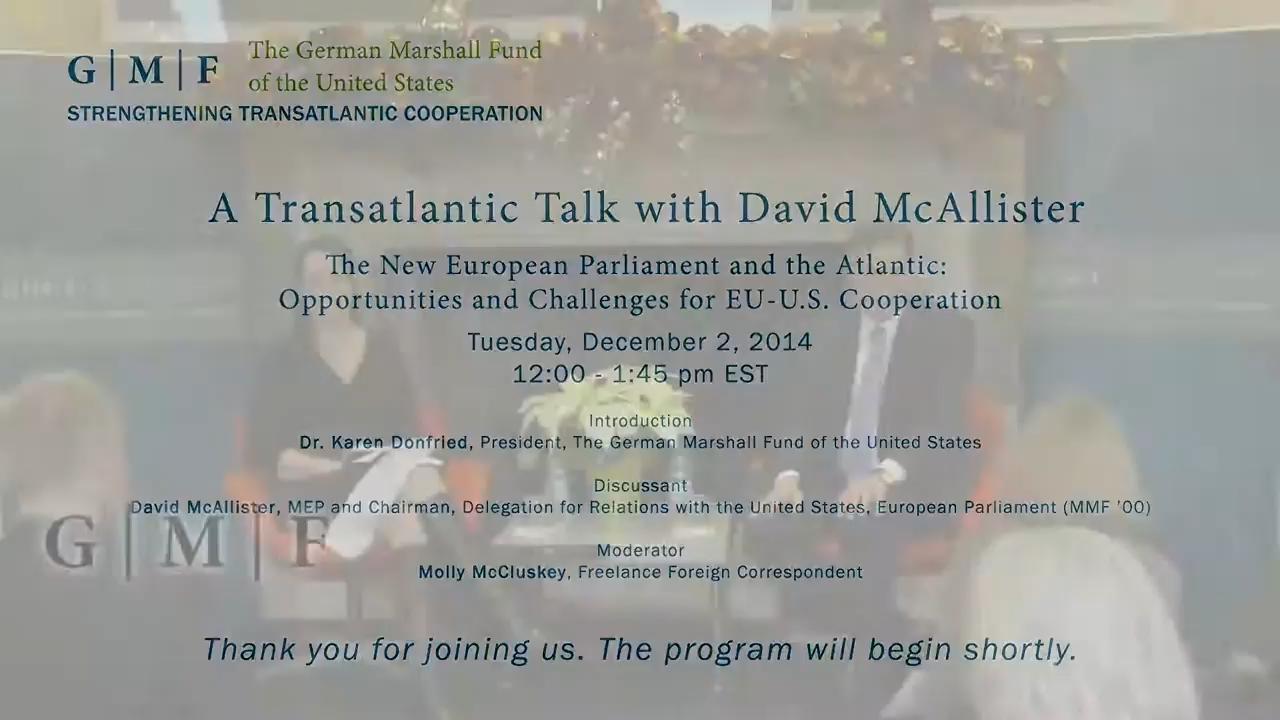 G|M|F
The German Marshall Fund
of the United States
STRENGTHENING TRANSATLANTIC COOPERATION
A Transatlantic Talk with David McAllister
The New European Parliament and the Atlantic:
Opportunities and Challenges for EU-U.S. Cooperation
Tuesday, December 2, 2014
12:00 - 1:45 pm EST
Introduction
Dr. Karen Donfried, President, The German Marshall Fund of the United States
Discussant
David McAllister, MEP and Chairman, Delegation for Relations with the United States, European Parliament (MMF '00)
G|M|F
Moderator
Molly McCluskey, Freelance Foreign Correspondent
Thank you for joining us. The program will begin shortly.